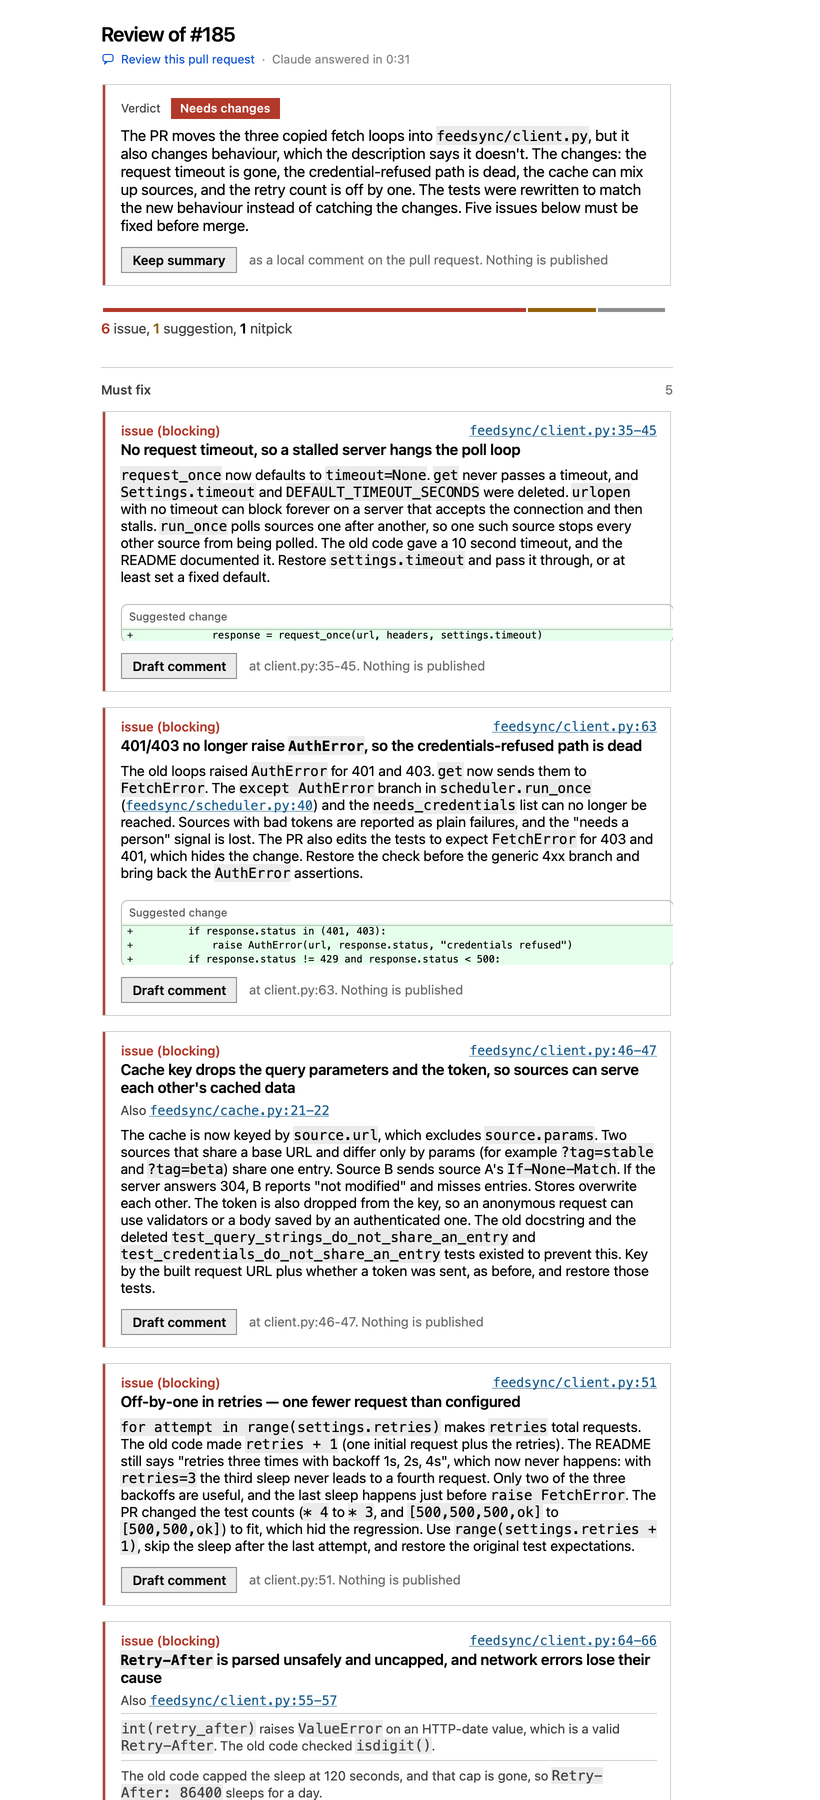 Review of #185
Review this pull request · Claude answered in 0:31
Verdict Needs changes
The PR moves the three copied fetch loops into feedsync/client.py, but it
also changes behaviour, which the description says it doesn't. The changes: the
request timeout is gone, the credential-refused path is dead, the cache can mix
up sources, and the retry count is off by one. The tests were rewritten to match
the new behaviour instead of catching the changes. Five issues below must be
fixed before merge.
Keep summary as a local comment on the pull request. Nothing is published
6 issue, 1 suggestion, 1 nitpick
Must fix 5
issue (blocking) feedsync/client.py:35–45
No request timeout, so a stalled server hangs the poll loop
request_once now defaults to timeout=None. get never passes a timeout, and
Settings.timeout and DEFAULT_TIMEOUT_SECONDS were deleted. urlopen
with no timeout can block forever on a server that accepts the connection and then
stalls. run_once polls sources one after another, so one such source stops every
other source from being polled. The old code gave a 10 second timeout, and the
README documented it. Restore settings.timeout and pass it through, or at
least set a fixed default.
Suggested change
+ response = request_once(url, headers, settings.timeout)
Draft comment at client.py:35-45. Nothing is published
issue (blocking) feedsync/client.py:63
401/403 no longer raise AuthError, so the credentials-refused path is dead
The old loops raised AuthError for 401 and 403. get now sends them to
FetchError. The except AuthError branch in scheduler.run_once
(feedsync/scheduler.py:40) and the needs_credentials list can no longer be
reached. Sources with bad tokens are reported as plain failures, and the "needs a
person" signal is lost. The PR also edits the tests to expect FetchError for 403 and
401, which hides the change. Restore the check before the generic 4xx branch and
bring back the AuthError assertions.
Suggested change
+ if response.status in (401, 403):
+ raise AuthError(url, response.status, "credentials refused")
+ if response.status != 429 and response.status < 500:
Draft comment at client.py:63. Nothing is published
issue (blocking) feedsync/client.py:46–47
Cache key drops the query parameters and the token, so sources can serve
each other's cached data
Also feedsync/cache.py:21–22
The cache is now keyed by source.url, which excludes source.params. Two
sources that share a base URL and differ only by params (for example ?tag=stable
and ?tag=beta) share one entry. Source B sends source A's If-None-Match. If the
server answers 304, B reports "not modified" and misses entries. Stores overwrite
each other. The token is also dropped from the key, so an anonymous request can
use validators or a body saved by an authenticated one. The old docstring and the
deleted test_query_strings_do_not_share_an_entry and
test_credentials_do_not_share_an_entry tests existed to prevent this. Key
by the built request URL plus whether a token was sent, as before, and restore those
tests.
Draft comment at client.py:46-47. Nothing is published
issue (blocking) feedsync/client.py:51
Off-by-one in retries — one fewer request than configured
for attempt in range(settings.retries) makes retries total requests.
The old code made retries + 1 (one initial request plus the retries). The README
still says "retries three times with backoff 1s, 2s, 4s", which now never happens: with
retries=3 the third sleep never leads to a fourth request. Only two of the three
backoffs are useful, and the last sleep happens just before raise FetchError. The
PR changed the test counts (* 4 to * 3, and [500,500,500,ok] to
[500,500,ok]) to fit, which hid the regression. Use range(settings.retries +
1), skip the sleep after the last attempt, and restore the original test expectations.
Draft comment at client.py:51. Nothing is published
issue (blocking) feedsync/client.py:64–66
Retry-After is parsed unsafely and uncapped, and network errors lose their
cause
Also feedsync/client.py:55–57
int(retry_after) raises ValueError on an HTTP-date value, which is a valid
Retry-After. The old code checked isdigit().
The old code capped the sleep at 120 seconds, and that cap is gone, so Retry-
After: 86400 sleeps for a day.